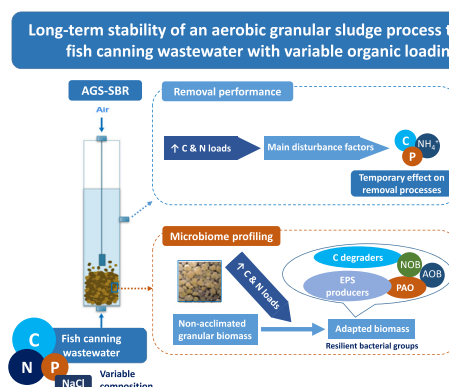 Long-term stability of an aerobic granular sludge process
fish canning wastewater with variable organic
AGS-SBR
Air
Removal performance
↑ C & N loads
Main disturbance factors
C
NH₄⁺
P
Temporary effect on
removal processes
Microbiome profiling
↑ C & N loads
C degraders
NOB
AOB
EPS
producers
PAO
Non-acclimated
granular biomass
Adapted biomass
Resilient bacterial groups
C
N
P
NaCl
Fish canning
wastewater
Variable
composition